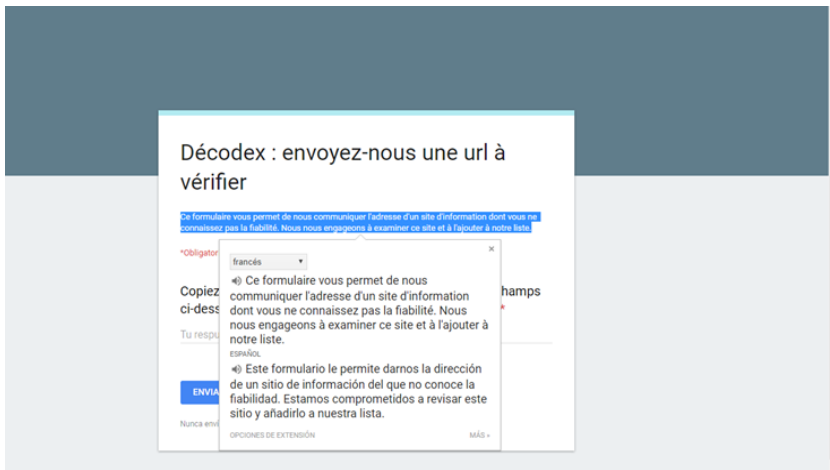 Décodex : envoyez-nous une url à
vérifier
Ce formulaire vous permet de nous communiquer l'adresse d'un site d'information dont vous ne
connaissez pas la fiabilité. Nous nous engageons à examiner ce site et à l'ajouter à notre liste.
*Obligator
francés
Ce formulaire vous permet de nous
communiquer l'adresse d'un site d'information
dont vous ne connaissez pas la fiabilité. Nous
nous engageons à examiner ce site et à l'ajouter à
notre liste.
ESPAÑOL
Este formulario le permite darnos la dirección
de un sitio de información del que no conoce la
fiabilidad. Estamos comprometidos a revisar este
sitio y añadirlo a nuestra lista.
OPCIONES DE EXTENSIÓN MÁS »
Copiez hamps
ci-dess *
Tu respu
ENVIA
Nunca enví